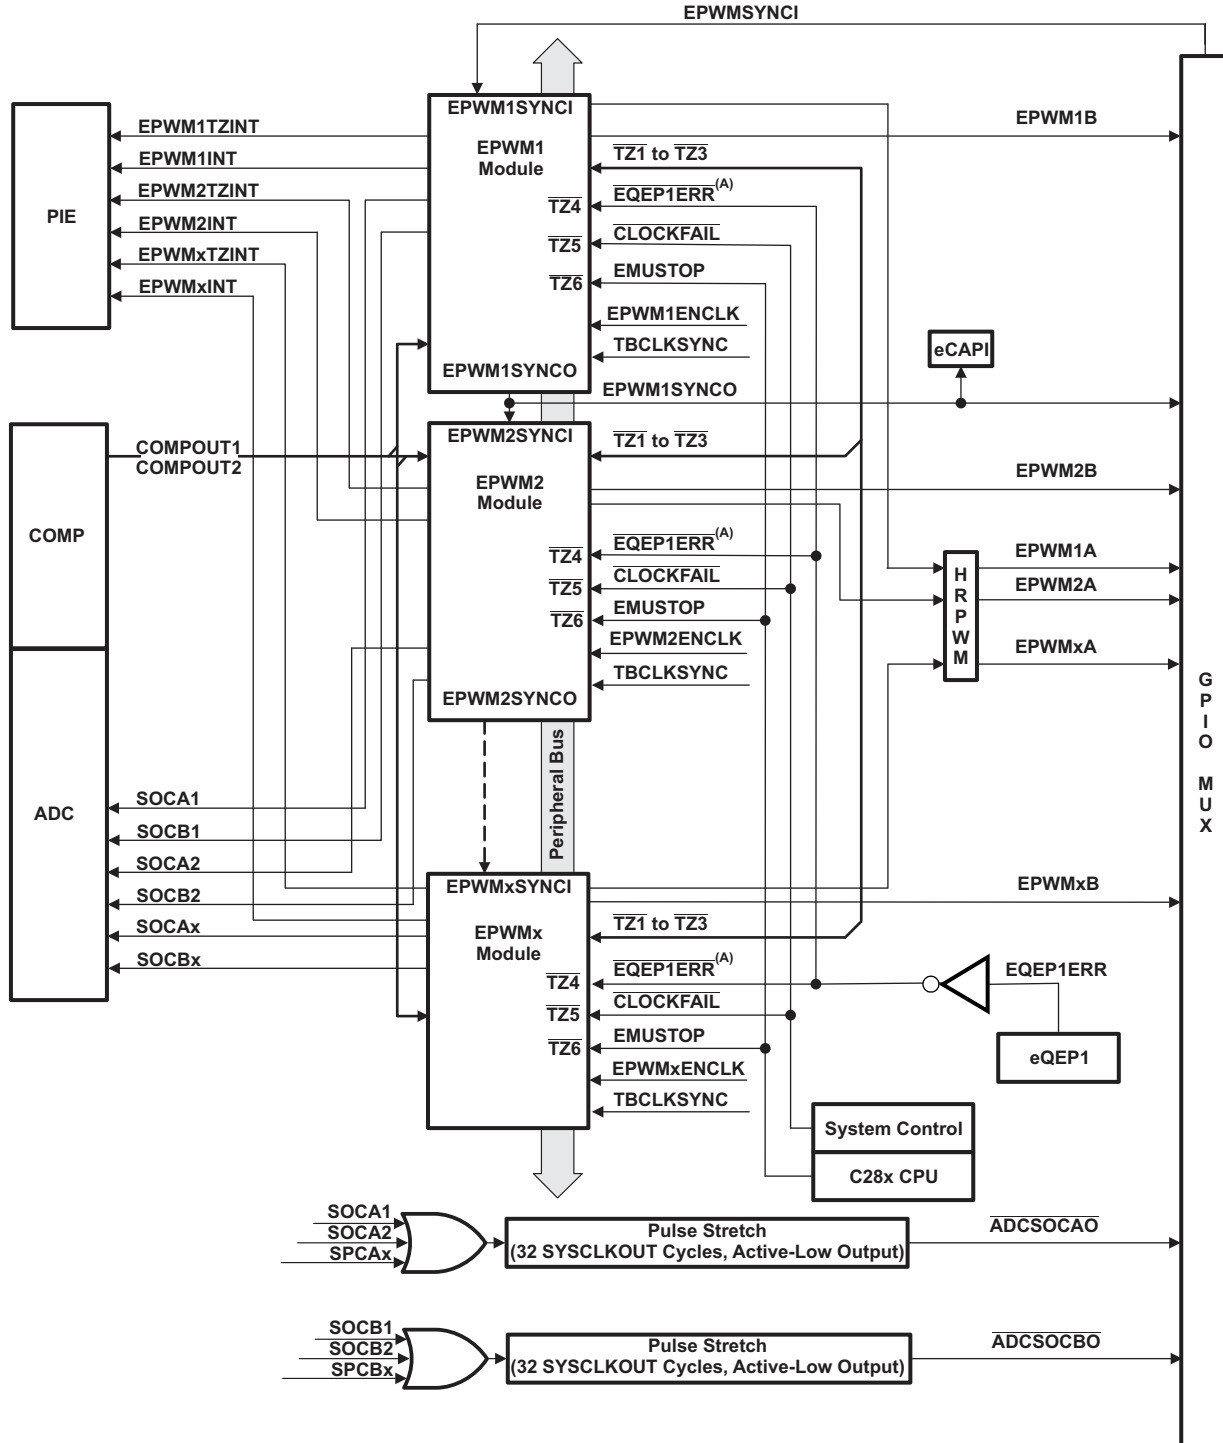 EPWMSYNCI
EPWM1SYNCI
EPWM1TZINT
EPWM1B
EPWM1
Module
TZ1 to TZ3
EPWM1INT
EPWM2TZINT
TZ4
EQEP1ERR(A)
PIE
EPWM2INT
TZ5
CLOCKFAIL
EPWMxTZINT
TZ6
EMUSTOP
EPWMxINT
EPWM1ENCLK
TBCLKSYNC
eCAPI
EPWM1SYNCO
EPWM1SYNCO
EPWM2SYNCI
TZ1 to TZ3
COMPOUT1
COMPOUT2
EPWM2
Module
EPWM2B
COMP
TZ4
EQEP1ERR(A)
TZ5
CLOCKFAIL
TZ6
EMUSTOP
EPWM2ENCLK
TBCLKSYNC
EPWM2SYNCO
HRPWM
EPWM1A
EPWM2A
EPWMxA
GPIO MUX
Peripheral Bus
ADC
SOCA1
SOCB1
SOCA2
SOCB2
SOCAx
SOCBx
EPWMxSYNCI
EPWMxB
EPWMx
Module
TZ1 to TZ3
TZ4
EQEP1ERR(A)
EQEP1ERR
TZ5
CLOCKFAIL
TZ6
EMUSTOP
eQEP1
EPWMxENCLK
TBCLKSYNC
System Control
C28x CPU
SOCA1
SOCA2
SPCAx
Pulse Stretch
(32 SYSCLKOUT Cycles, Active-Low Output)
ADCSOCAO
SOCB1
SOCB2
SPCBx
Pulse Stretch
(32 SYSCLKOUT Cycles, Active-Low Output)
ADCSOCBO